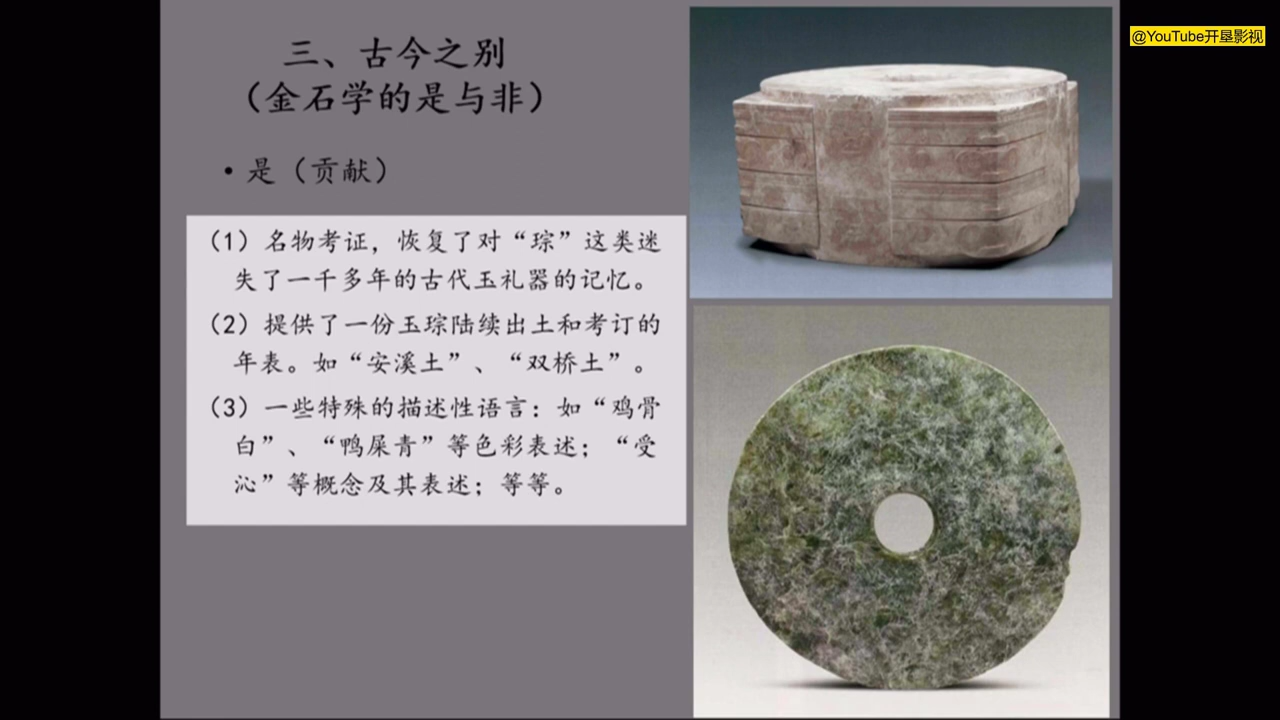 @YouTube开垦影视
三、古今之别
（金石学的是与非）
• 是（贡献）
（1）名物考证，恢复了对“琮”这类迷
失了一千多年的古代玉礼器的记忆。
（2）提供了一份玉琮陆续出土和考订的
年表。如“安溪土”、“双桥土”。
（3）一些特殊的描述性语言：如“鸡骨
白”、“鸭屎青”等色彩表述；“受
沁”等概念及其表述；等等。